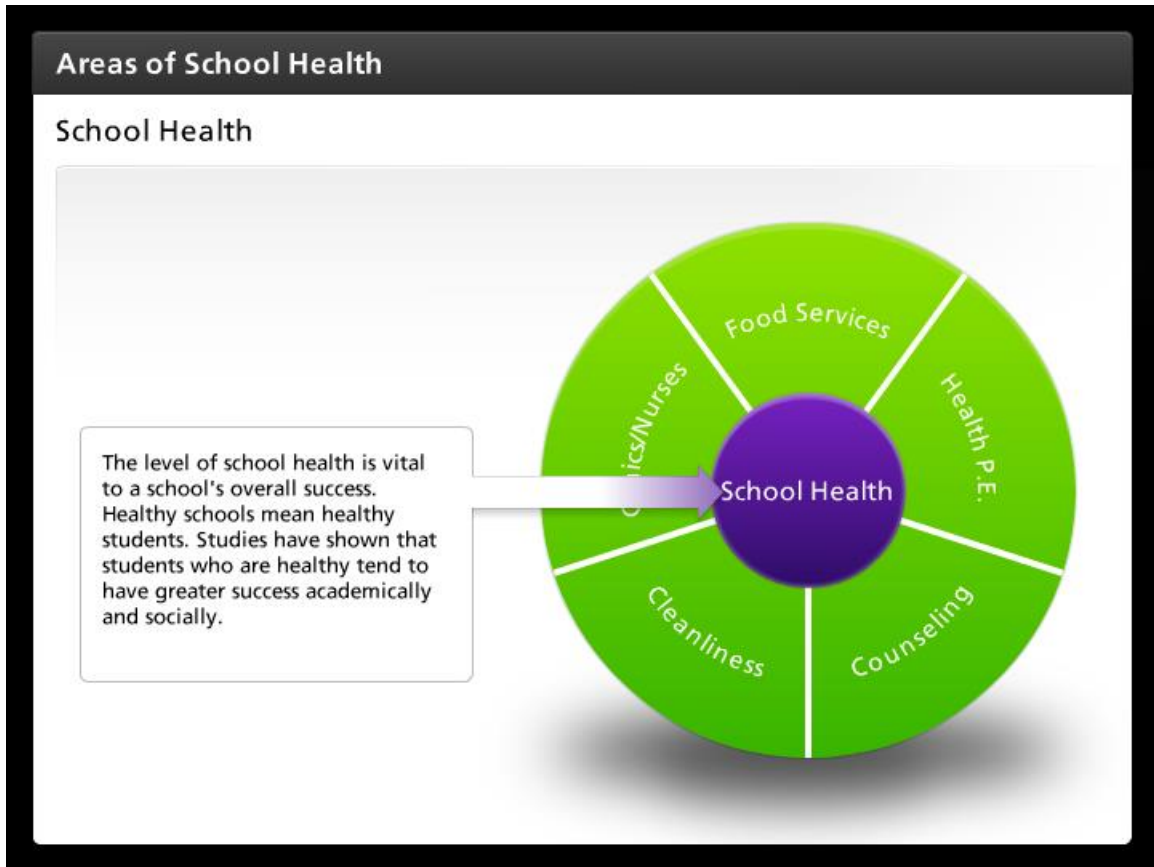 Areas of School Health
School Health
Food Services
Health P.E.
Counseling
Cleanliness
School Health
The level of school health is vital
to a school's overall success.
Healthy schools mean healthy
students. Studies have shown that
students who are healthy tend to
have greater success academically
and socially.